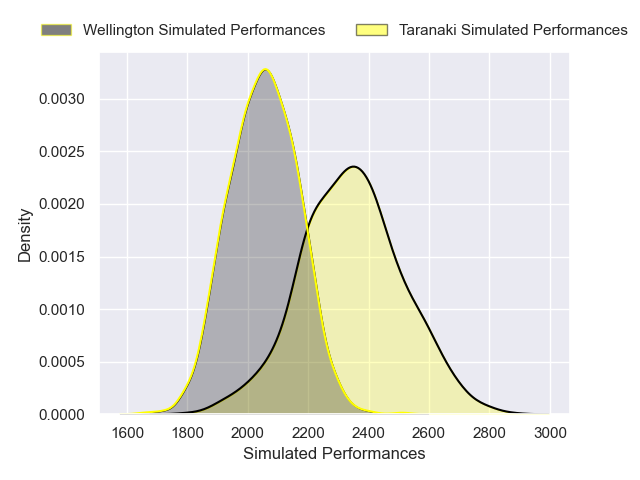 Wellington Simulated Performances
Taranaki Simulated Performances
0.0030
0.0025
0.0020
0.0015
0.0010
0.0005
0.0000
Density
1600 1800 2000 2200 2400 2600 2800 3000
Simulated Performances